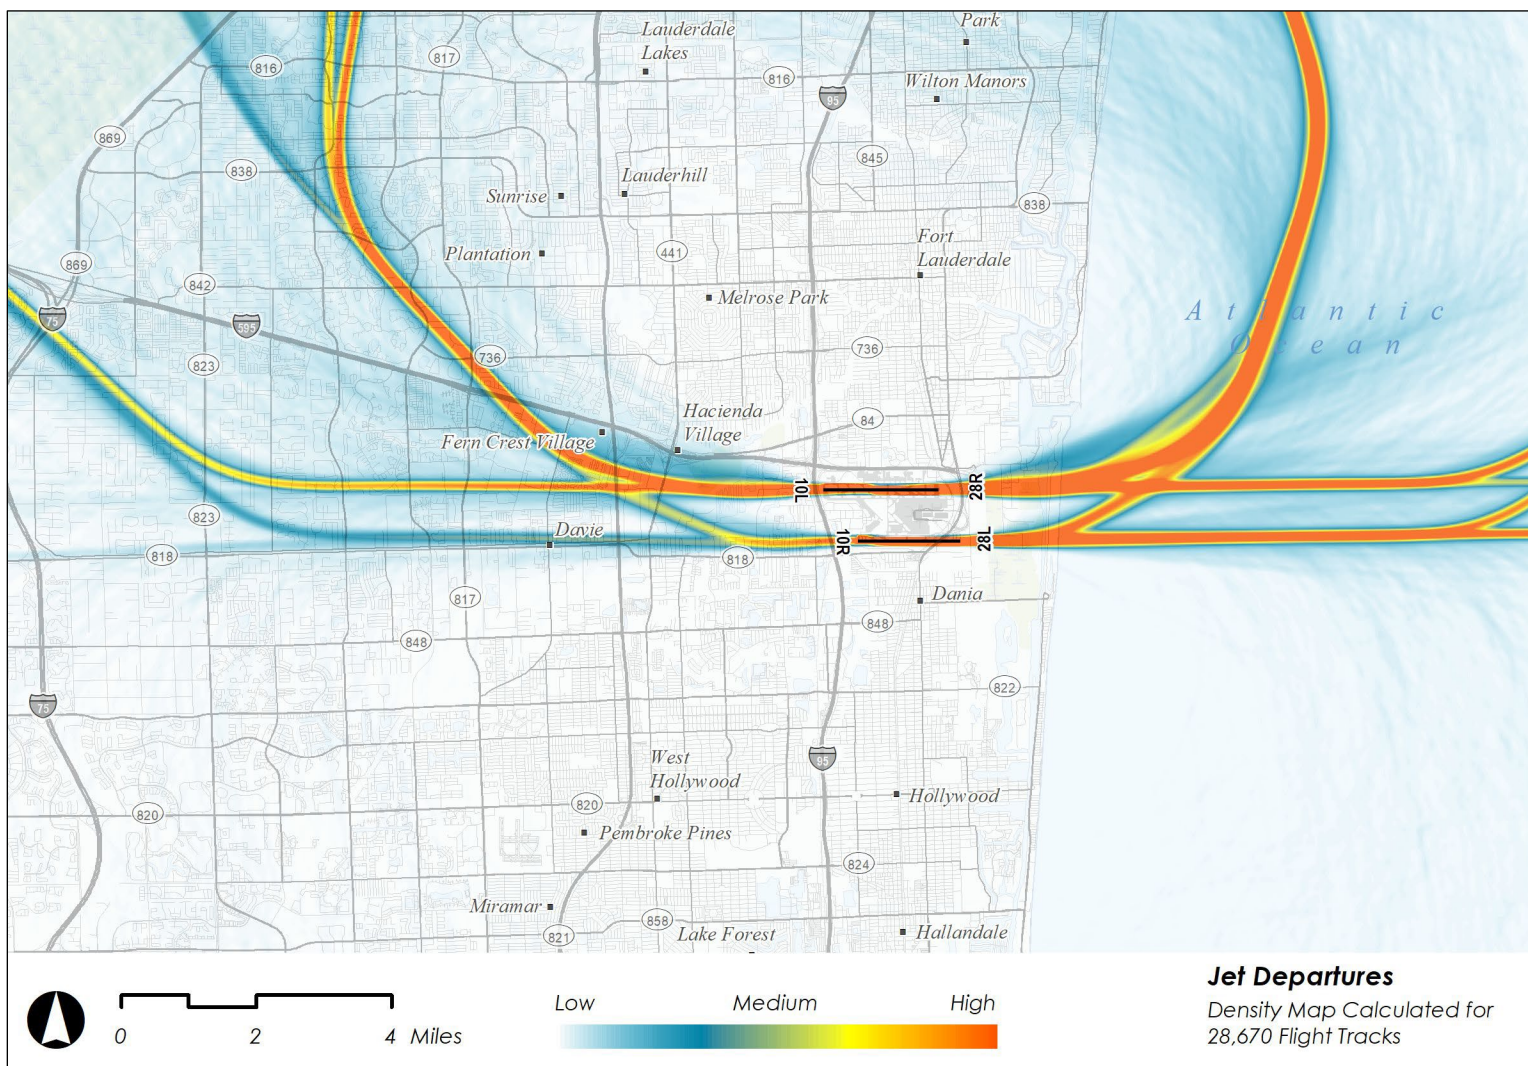 Park
Lauderdale
Lakes
817
816
816
Wilton Manors
95
869
845
838
Lauderhill
Sunrise
838
Fort
Lauderdale
441
Plantation
869
842
Melrose Park
Atlantic
Ocean
75
595
736
736
823
Hacienda
Village
84
Fern Crest Village
10L
28R
823
Davie
10R
28L
818
818
817
Dania
848
848
822
75
West
Hollywood
95
820
Hollywood
820
Pembroke Pines
824
Miramar
858
821
Lake Forest
Hallandale
Jet Departures
Density Map Calculated for
28,670 Flight Tracks
Low Medium High
0 2 4 Miles